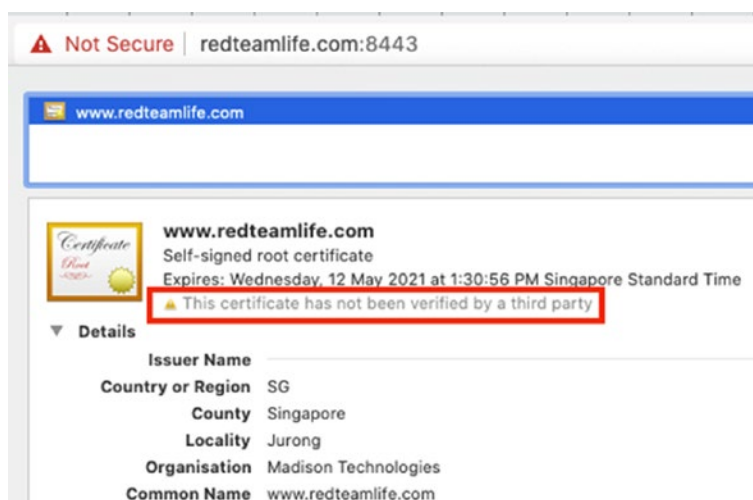 Not Secure redteamlife.com:8443
www.redteamlife.com
Certificate
Root
www.redteamlife.com
Self-signed root certificate
Expires: Wednesday, 12 May 2021 at 1:30:56 PM Singapore Standard Time
This certificate has not been verified by a third party
Details
Issuer Name
Country or Region SG
County Singapore
Locality Jurong
Organisation Madison Technologies
Common Name www.redteamlife.com